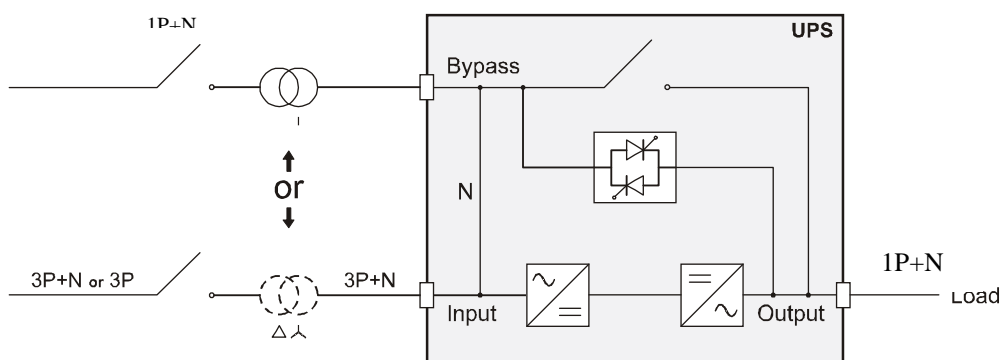 1P+N
UPS
Bypass
or
N
3P+N or 3P
3P+N
Input
Output
1P+N
Load